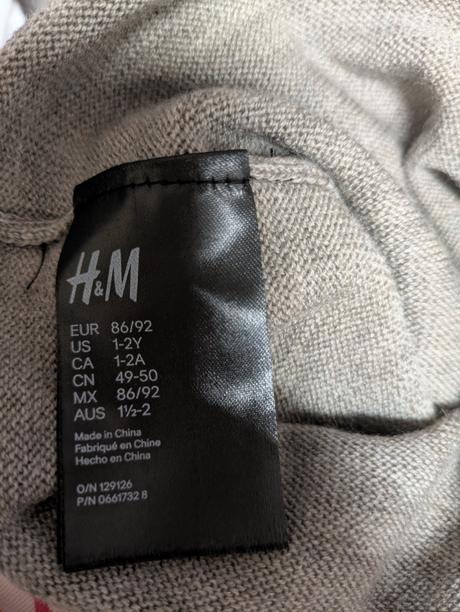 H&M
EUR 86/92
US 1-2Y
CA 1-2A
CN 49-50
MX 86/92
AUS 1½-2
Made in China
Fabriqué en Chine
Hecho en China
O/N 129126
P/N 0661732 8